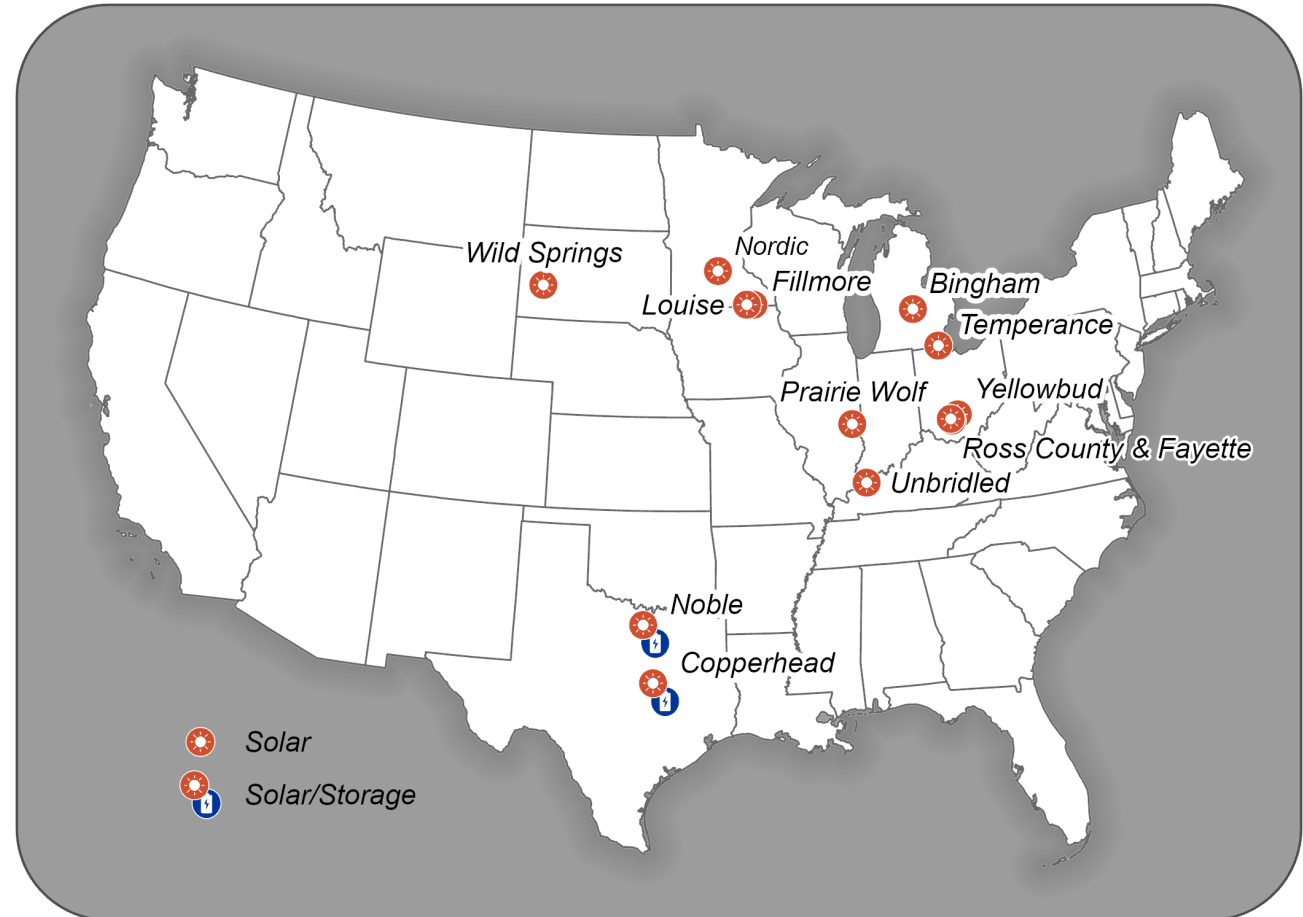 Wild Springs
Nordic
Fillmore
Louise
Bingham
Temperance
Prairie Wolf
Yellowbud
Ross County & Fayette
Unbridled
Noble
Copperhead
Solar
Solar/Storage